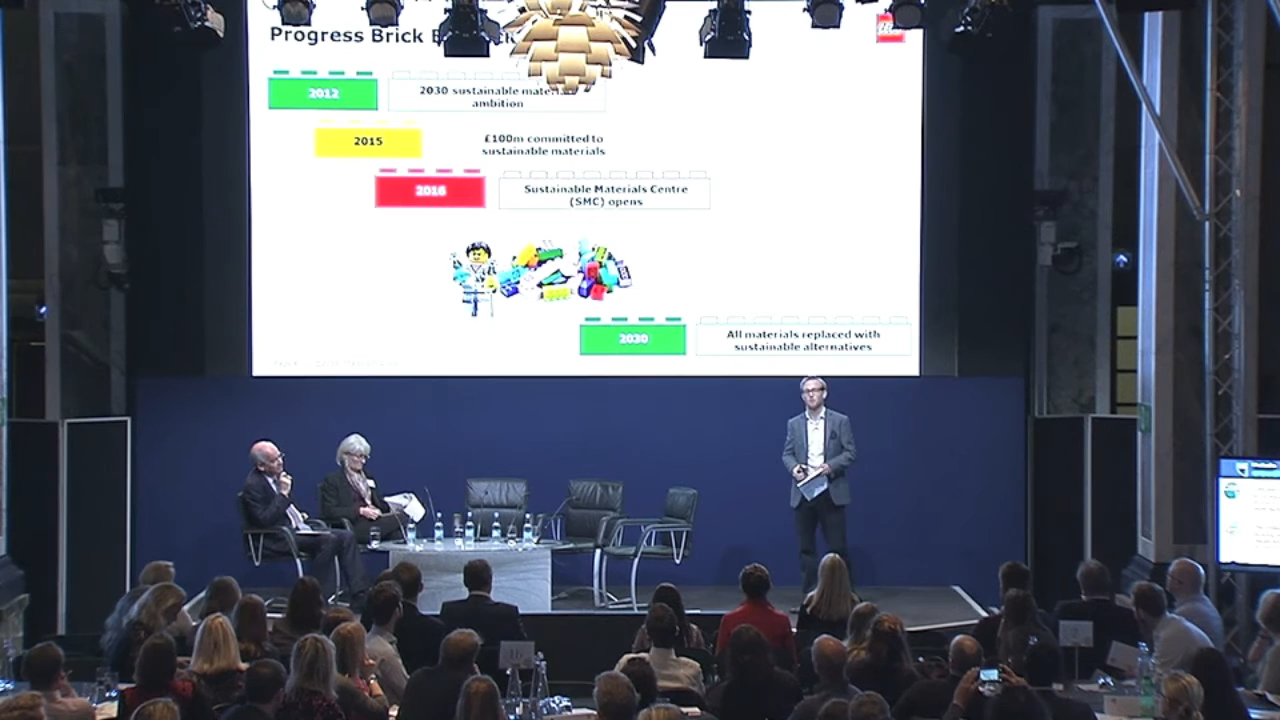 Progress Brick
2012
2030 sustainable
ambition
2015
£100m committed to
sustainable materials
2016
Sustainable Materials Centre
(SMC) opens
2030
All materials replaced with
sustainable alternatives